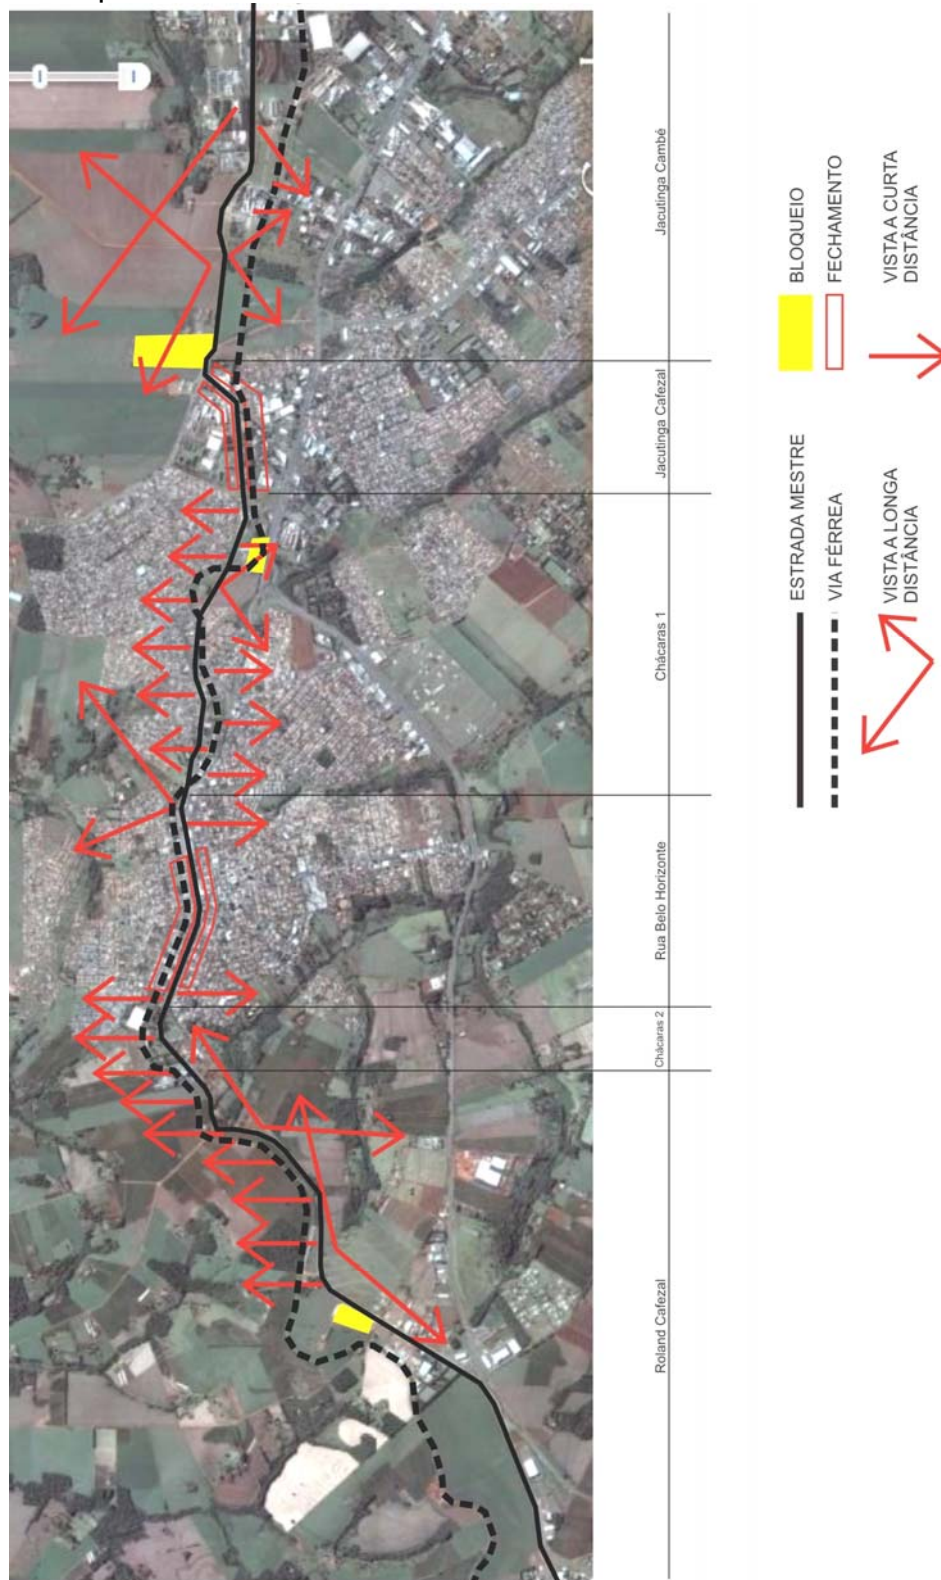 Roland Cafezal
Chácaras 2
Rua Belo Horizonte
Chácaras 1
Jacutinga Cafezal
Jacutinga Cambé
ESTRADA MESTRE
VIA FÉRREA
VISTA A LONGA
DISTÂNCIA
BLOQUEIO
FECHAMENTO
VISTA A CURTA
DISTÂNCIA